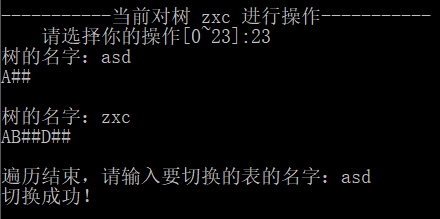 -----------当前对树 zxc 进行操作-----------
请选择你的操作[0~23]:23
树的名字：asd
A##
树的名字：zxc
AB##D##
遍历结束，请输入要切换的表的名字：asd
切换成功！